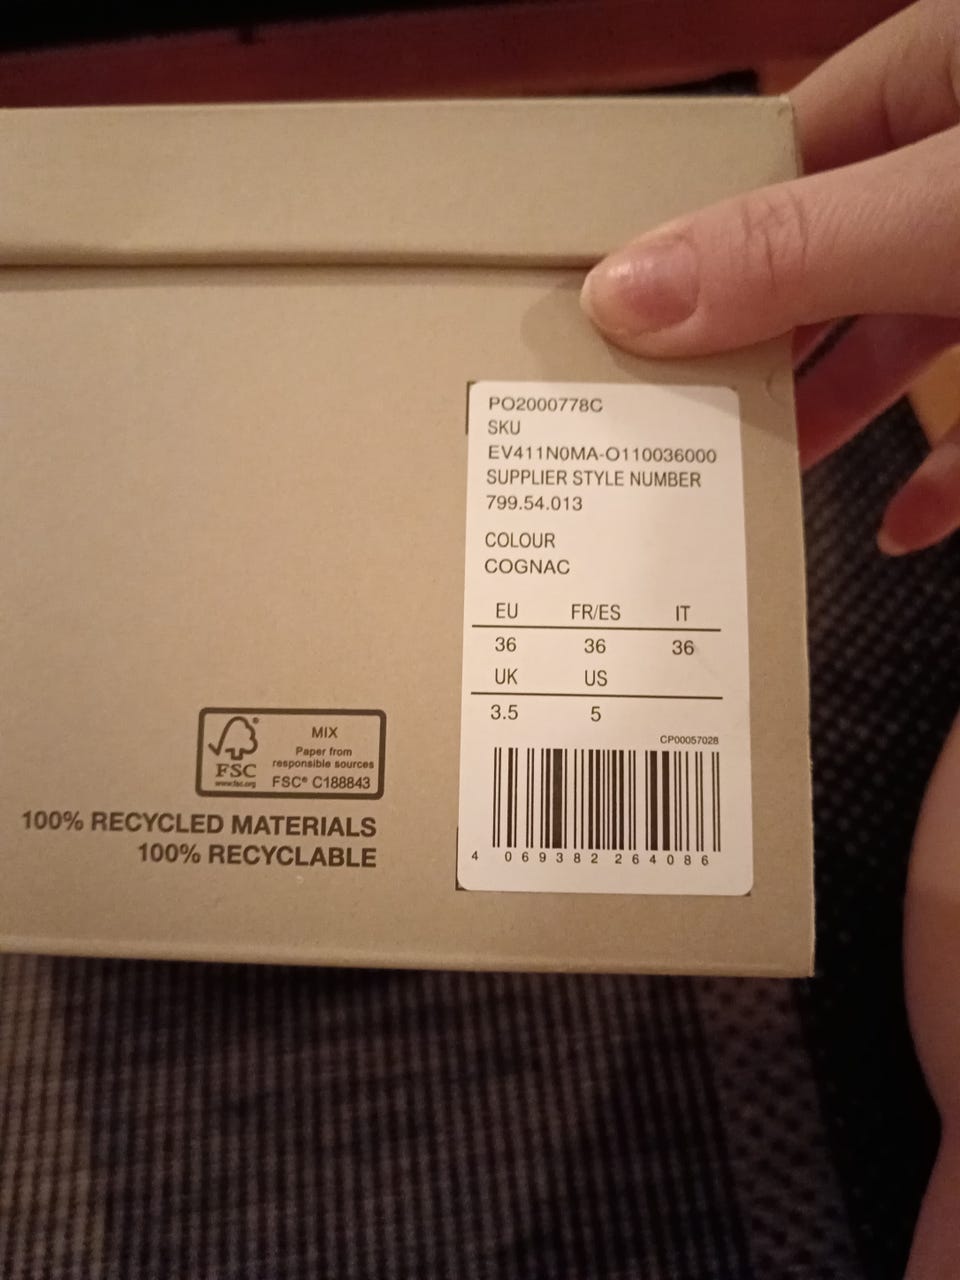 PO2000778C
SKU
EV411N0MA-O110036000
SUPPLIER STYLE NUMBER
799.54.013
COLOUR
COGNAC
EU FR/ES IT
36 36 36
UK US
3.5 5
CP00057028
4 069382 264086
MIX
Paper from
responsible sources
FSC® C188843
FSC®
www.fsc.org
100% RECYCLED MATERIALS
100% RECYCLABLE